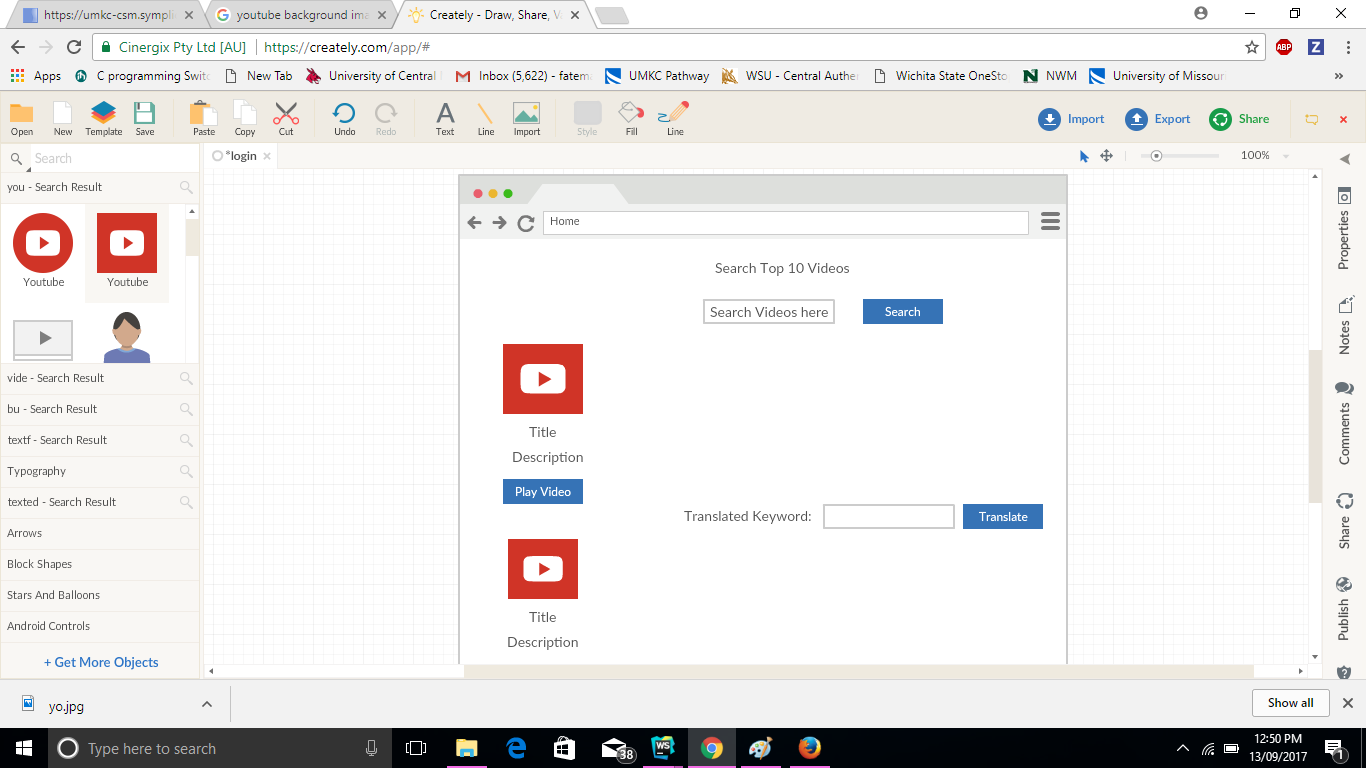 https://umkc-csm.sympli
youtube background ima
Creately - Draw, Share, V
Cinergix Pty Ltd [AU] https://creately.com/app/#
ABP Z
Apps C programming Swit New Tab University of Central Inbox (5,622) - fatem UMKC Pathway WSU - Central Authe Wichita State OneSto NWM University of Missour »
Open New Template Save Paste Copy Cut Undo Redo Text Line Import Style Fill Line Import Export Share
Search
*login
100%
you - Search Result
Youtube Youtube
vide - Search Result
bu - Search Result
textf - Search Result
Typography
texted - Search Result
Arrows
Block Shapes
Stars And Balloons
Android Controls
+ Get More Objects
Home
Search Top 10 Videos
Search Videos here Search
Title
Description
Play Video
Translated Keyword: Translate
Title
Description
Properties
Notes
Comments
Share
Publish
yo.jpg
Show all
Type here to search
38
WS
12:50 PM
13/09/2017
1